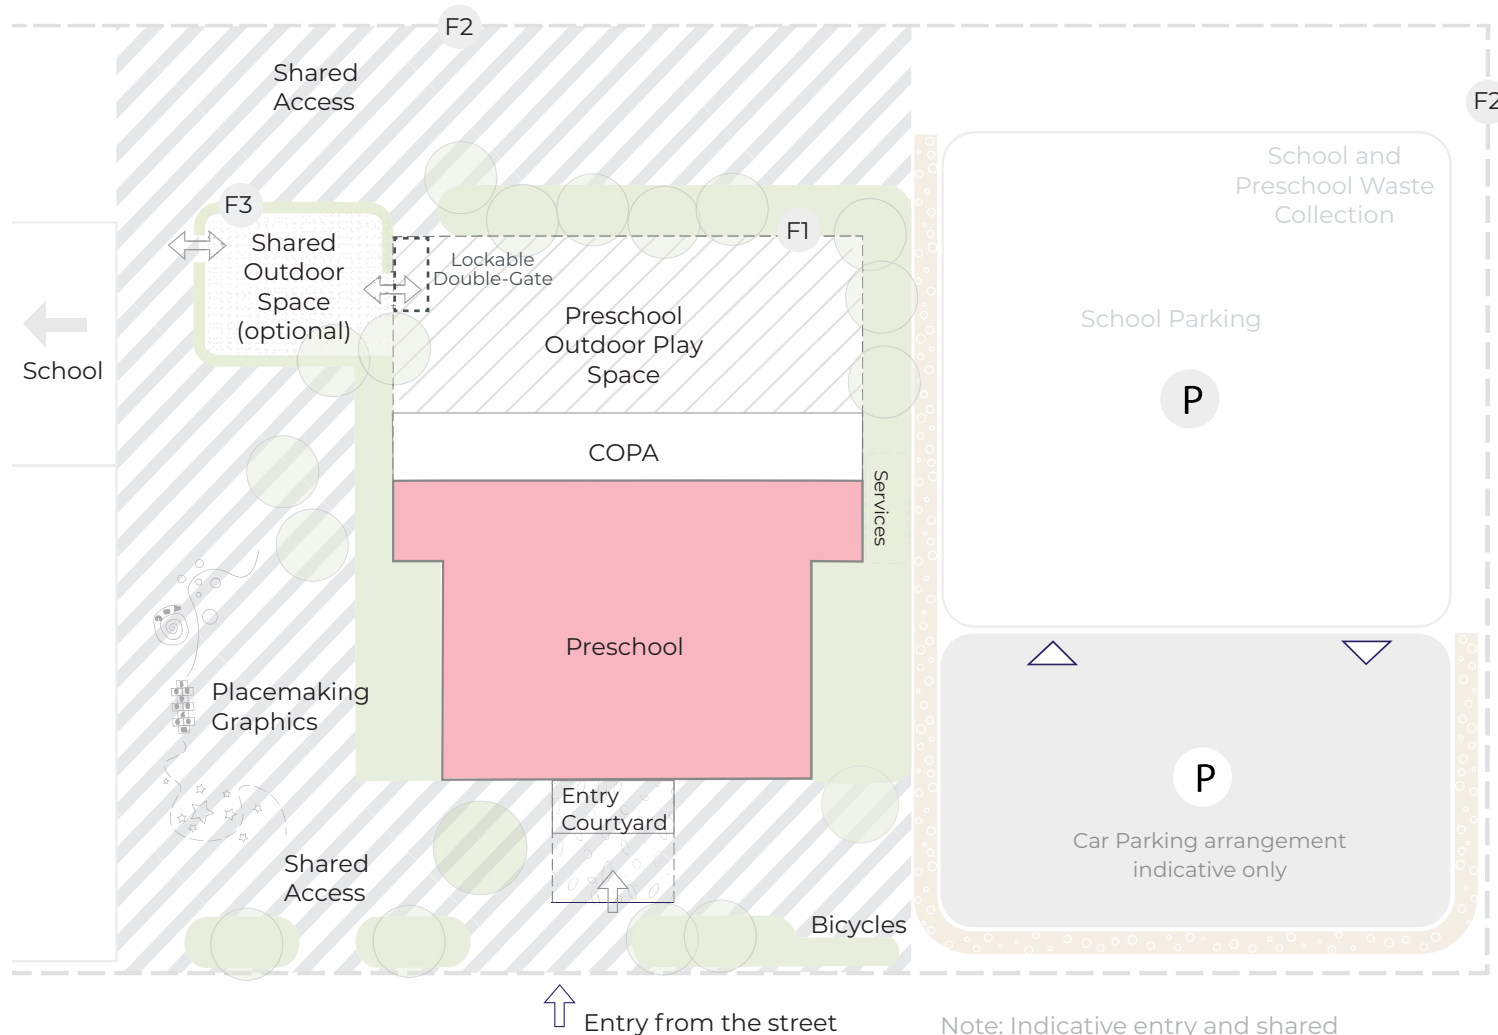 F2
Shared
Access
F2
School and
Preschool Waste
Collection
F3
F1
Shared
Outdoor
Space
(optional)
Lockable
Double-Gate
Preschool
Outdoor Play
Space
School Parking
School
P
COPA
Services
Preschool
Placemaking
Graphics
P
Entry
Courtyard
Car Parking arrangement
indicative only
Shared
Access
Bicycles
Entry from the street
Note: Indicative entry and shared